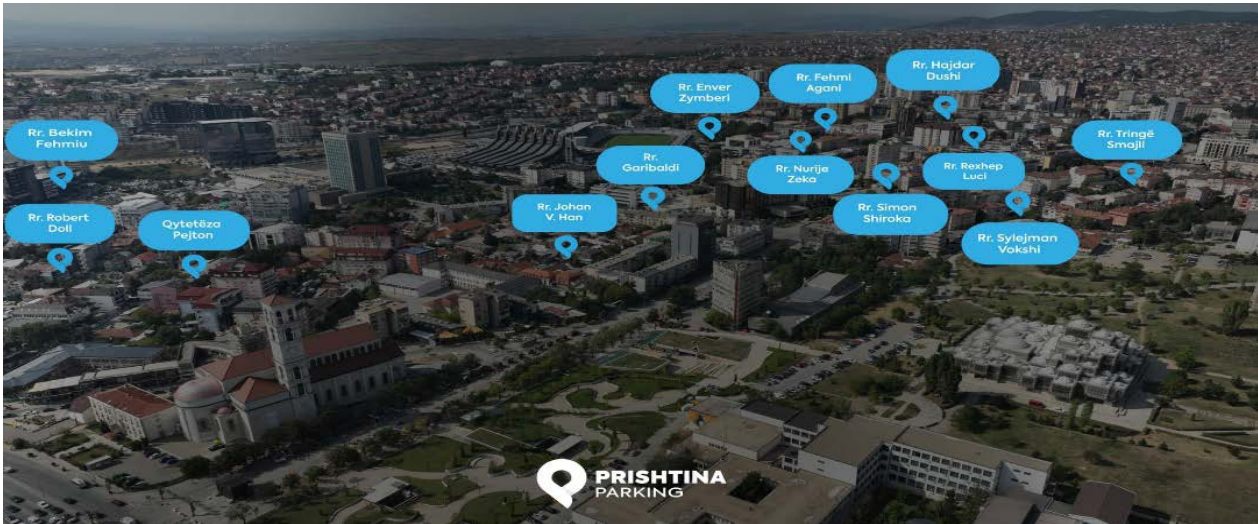 Rr. Hajdar
Dushi
Rr. Fehmi
Agani
Rr. Enver
Zymberi
Rr. Bekim
Fehmiu
Rr. Tringë
Smajli
Rr.
Garibaldi
Rr. Nurije
Zeka
Rr. Rexhep
Luci
Rr. Robert
Doll
Qytetëza
Pejton
Rr. Johan
V. Han
Rr. Simon
Shiroka
Rr. Sylejman
Vokshi
PRISHTINA
PARKING